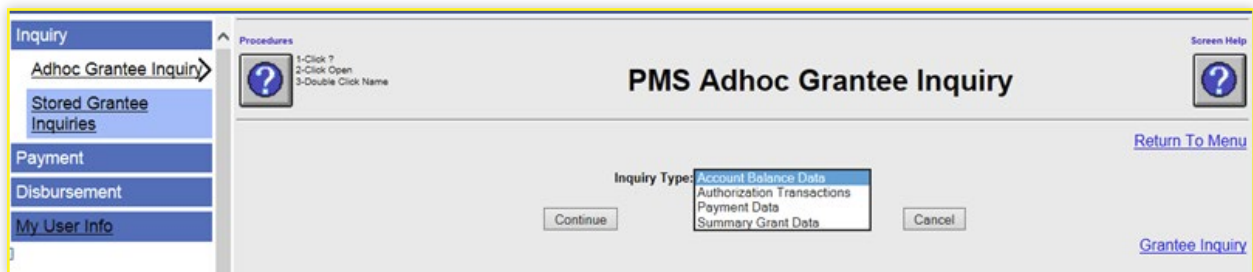 Inquiry
Adhoc Grantee Inquiry
Stored Grantee
Inquiries
Payment
Disbursement
My User Info
Procedures
1-Click ?
2-Click Open
3-Double Click Name
PMS Adhoc Grantee Inquiry
Screen Help
Return To Menu
Inquiry Type: Account Balance Data
Authorization Transactions
Payment Data
Summary Grant Data
Continue
Cancel
Grantee Inquiry